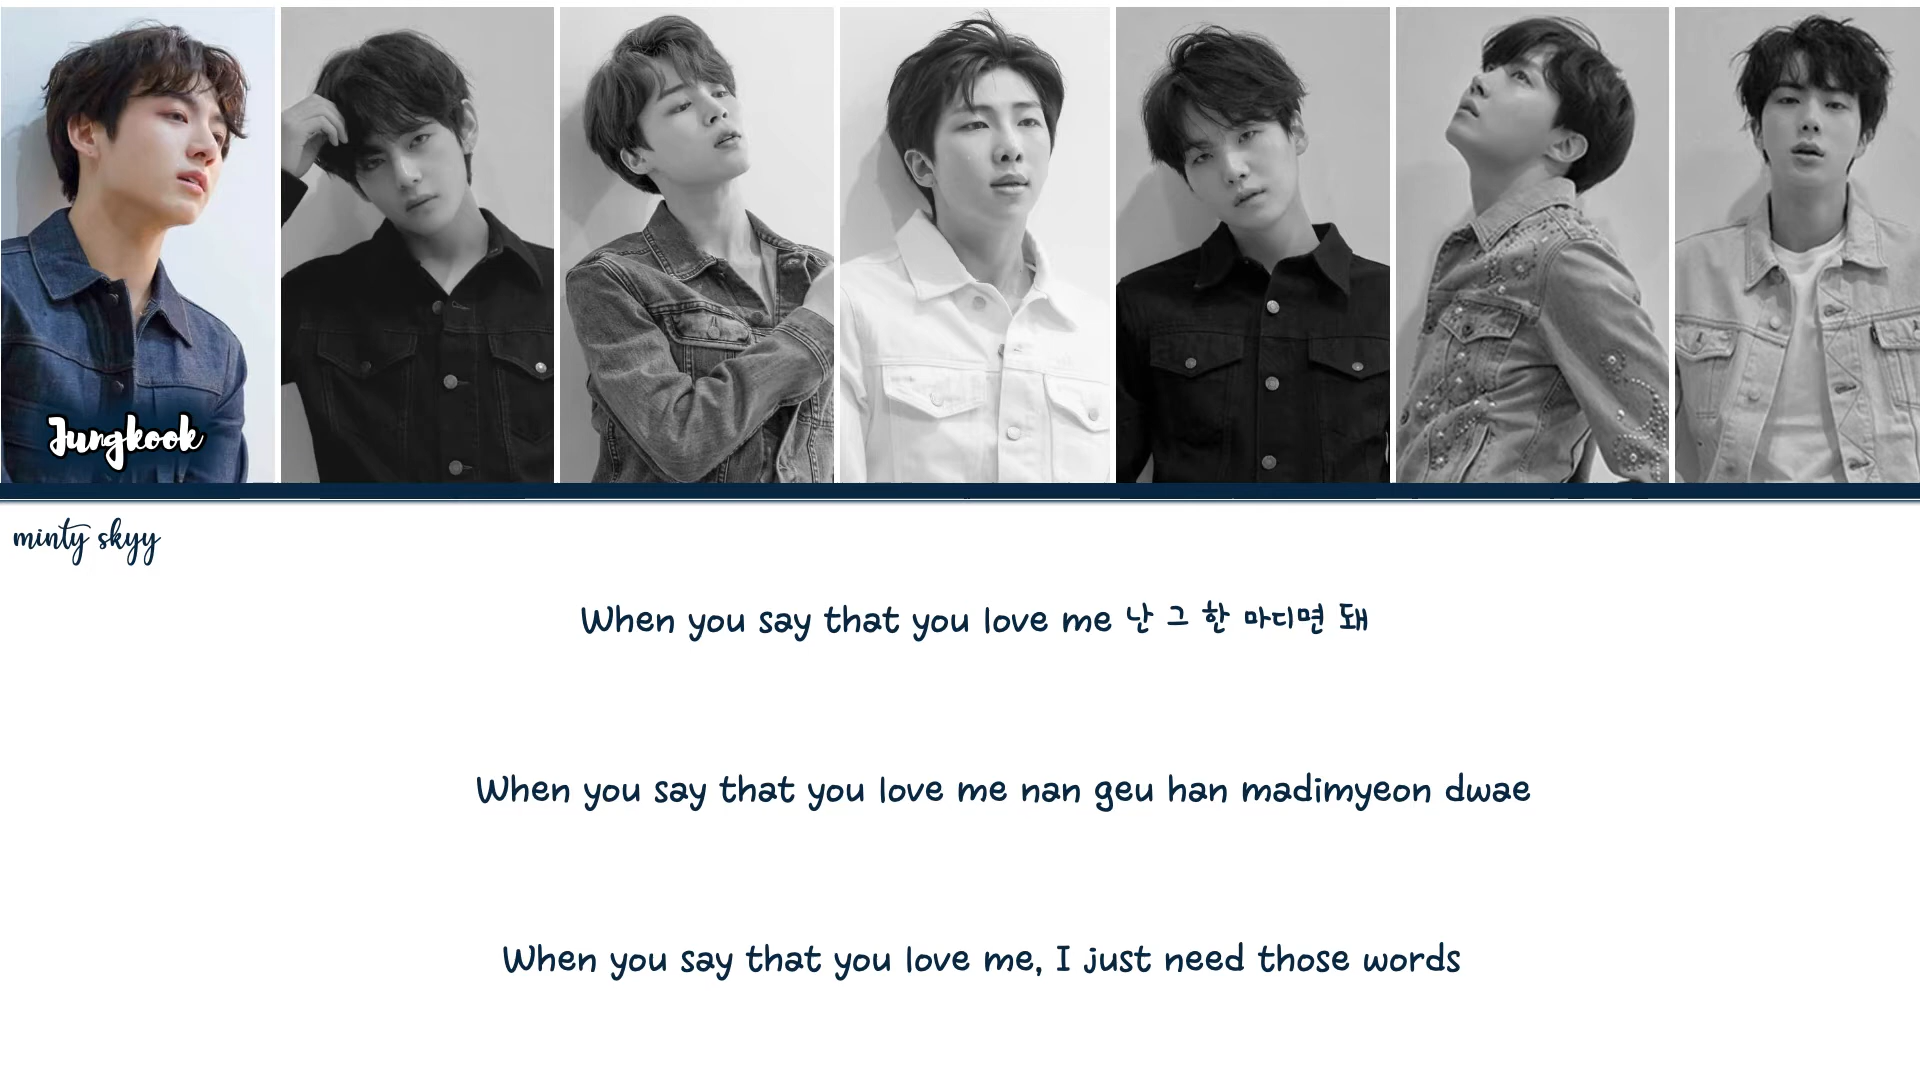 Jungkook
minty skyy
When you say that you love me 난 그 한 마디면 돼
When you say that you love me nan geu han madimyeon dwae
When you say that you love me, I just need those words